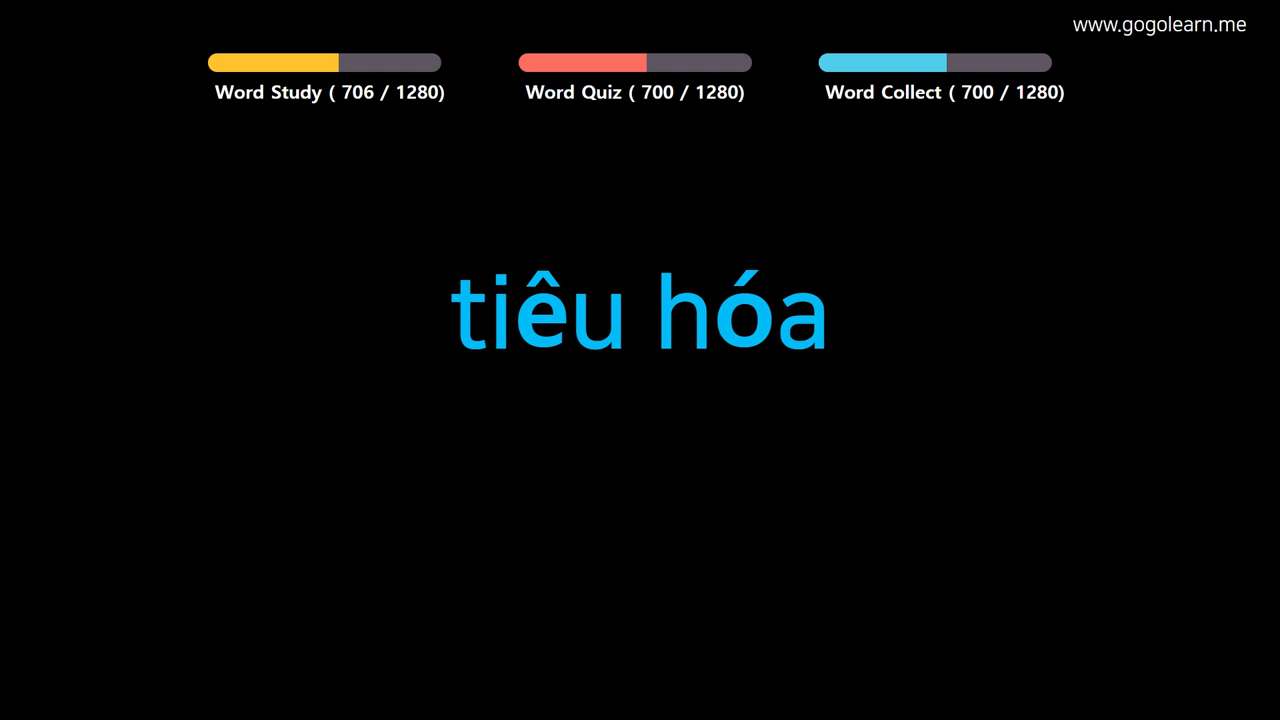 www.gogolearn.me
Word Study ( 706 / 1280)
Word Quiz ( 700 / 1280)
Word Collect ( 700 / 1280)
tiêu hóa